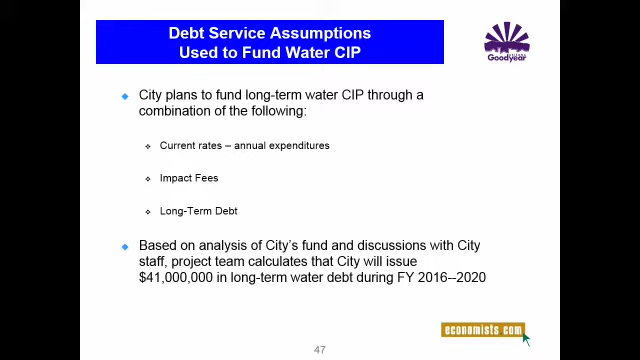 Debt Service Assumptions
Used to Fund Water CIP
Goodyear
City plans to fund long-term water CIP through a
combination of the following:
Current rates – annual expenditures
Impact Fees
Long-Term Debt
Based on analysis of City's fund and discussions with City
staff, project team calculates that City will issue
$41,000,000 in long-term water debt during FY 2016--2020
economists.com
47